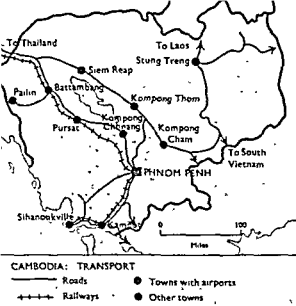 To Thailand
To Laos
Stung Treng
Siem Reap
Pailin
Battambang
Kompong Thom
Pursat
Kompong
Chhnang
Kompong
Cham
To South
Vietnam
PHNOM PENH
Sihanoukville
Kampot
0 100
Miles
CAMBODIA: TRANSPORT
Roads
Towns with airports
Railways
Other towns